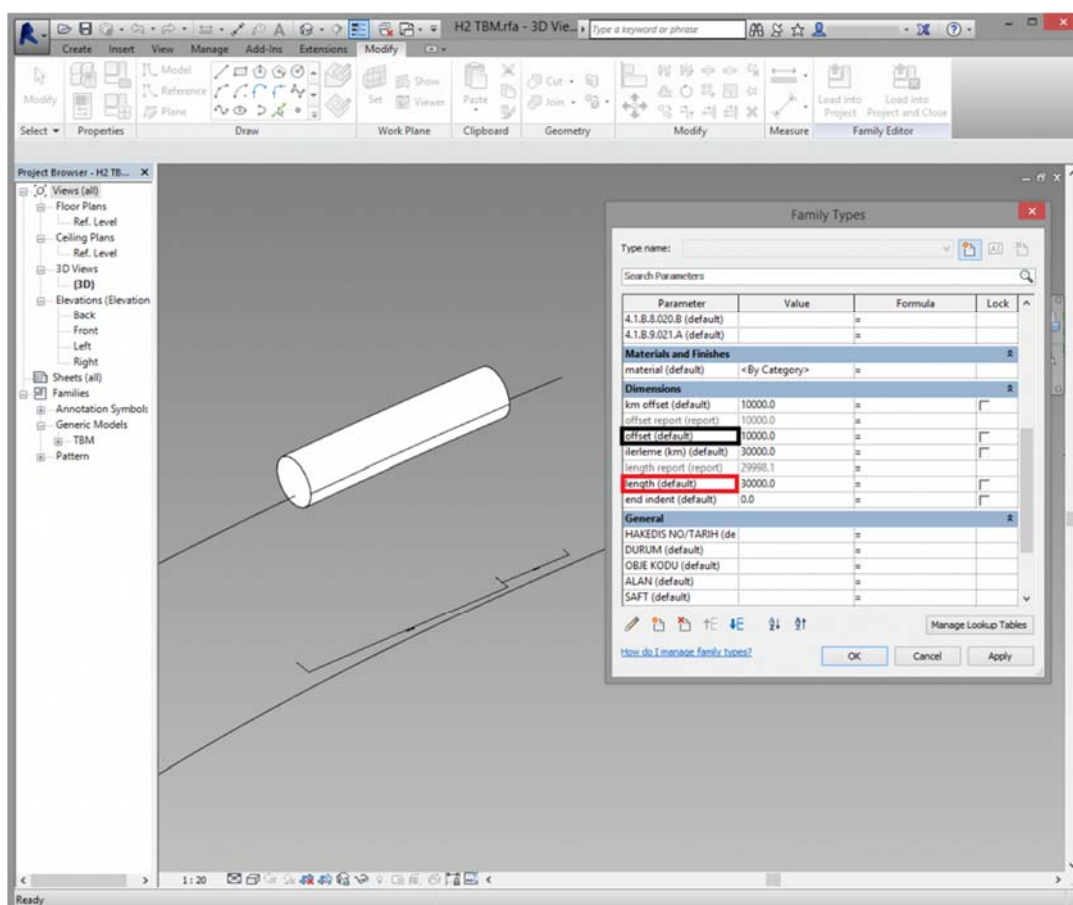 H2 TBM.rfa - 3D Vie...
Type a keyword or phrase
Create Insert View Manage Add-Ins Extensions Modify
Modify
Model
Reference
Plane
Set
Show
Viewer
Paste
Cut
Join
Load into Project
Load into Project and Close
Select Properties Draw Work Plane Clipboard Geometry Modify Measure Family Editor
Project Browser - H2 TB...
Views (all)
Floor Plans
Ref. Level
Ceiling Plans
Ref. Level
3D Views
{3D}
Elevations (Elevation
Back
Front
Left
Right
Sheets (all)
Families
Annotation Symbols
Generic Models
TBM
Pattern
Family Types
Type name:
Search Parameters
Parameter Value Formula Lock
4.1.B.8.020.B (default) =
4.1.B.9.021.A (default) =
Materials and Finishes
material (default) <By Category> =
Dimensions
km offset (default) 10000.0 =
offset report (report) 10000.0 =
offset (default) 10000.0 =
ilerleme (km) (default) 30000.0 =
length report (report) 29998.1 =
length (default) 30000.0 =
end indent (default) 0.0 =
General
HAKEDIS NO/TARIH (de =
DURUM (default) =
OBJE KODU (default) =
ALAN (default) =
SAFT (default) =
Manage Lookup Tables
How do I manage family types?
OK Cancel Apply
1 : 20
Ready